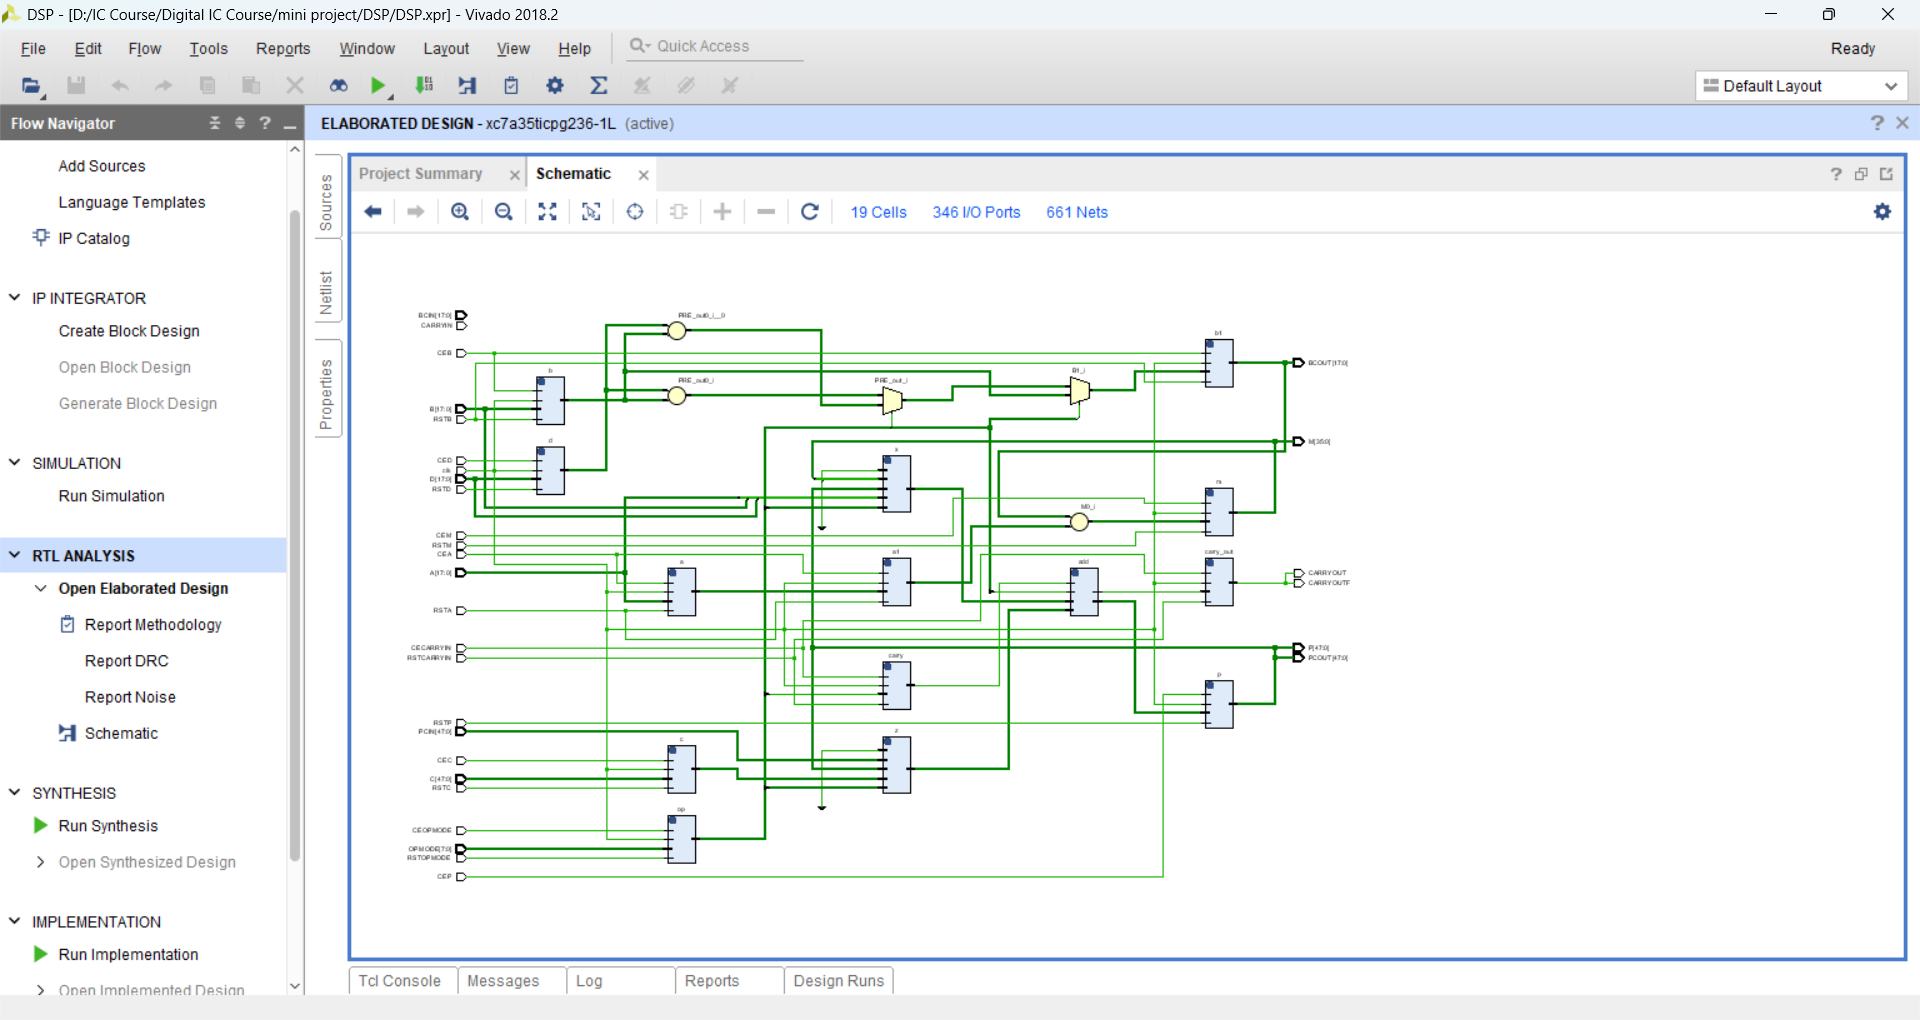 DSP - [D:/IC Course/Digital IC Course/mini project/DSP/DSP.xpr] - Vivado 2018.2
File Edit Flow Tools Reports Window Layout View Help Quick Access Ready
Default Layout
Flow Navigator
ELABORATED DESIGN - xc7a35ticpg236-1L (active)
Add Sources
Language Templates
IP Catalog
IP INTEGRATOR
Create Block Design
Open Block Design
Generate Block Design
SIMULATION
Run Simulation
RTL ANALYSIS
Open Elaborated Design
Report Methodology
Report DRC
Report Noise
Schematic
SYNTHESIS
Run Synthesis
Open Synthesized Design
IMPLEMENTATION
Run Implementation
Open Implemented Design
Sources
Netlist
Properties
Project Summary Schematic
19 Cells 346 I/O Ports 661 Nets
BCIN[17:0]
CARRYIN
CEB
B[17:0]
RSTB
CED
clk
D[17:0]
RSTD
CEM
RSTM
CEA
A[17:0]
RSTA
CECARRYIN
RSTCARRYIN
RSTP
PCIN[47:0]
CEC
C[47:0]
RSTC
CEOPMODE
OPMODE[7:0]
RSTOPMODE
CEP
PRE_out0_i__0
PRE_out0_i
PRE_out_i
B1_i
b1
b
d
x
m
M0_i
a
a1
add
carry_out
carry
p
c
z
op
BCOUT[17:0]
M[35:0]
CARRYOUT
CARRYOUTF
P[47:0]
PCOUT[47:0]
Tcl Console Messages Log Reports Design Runs